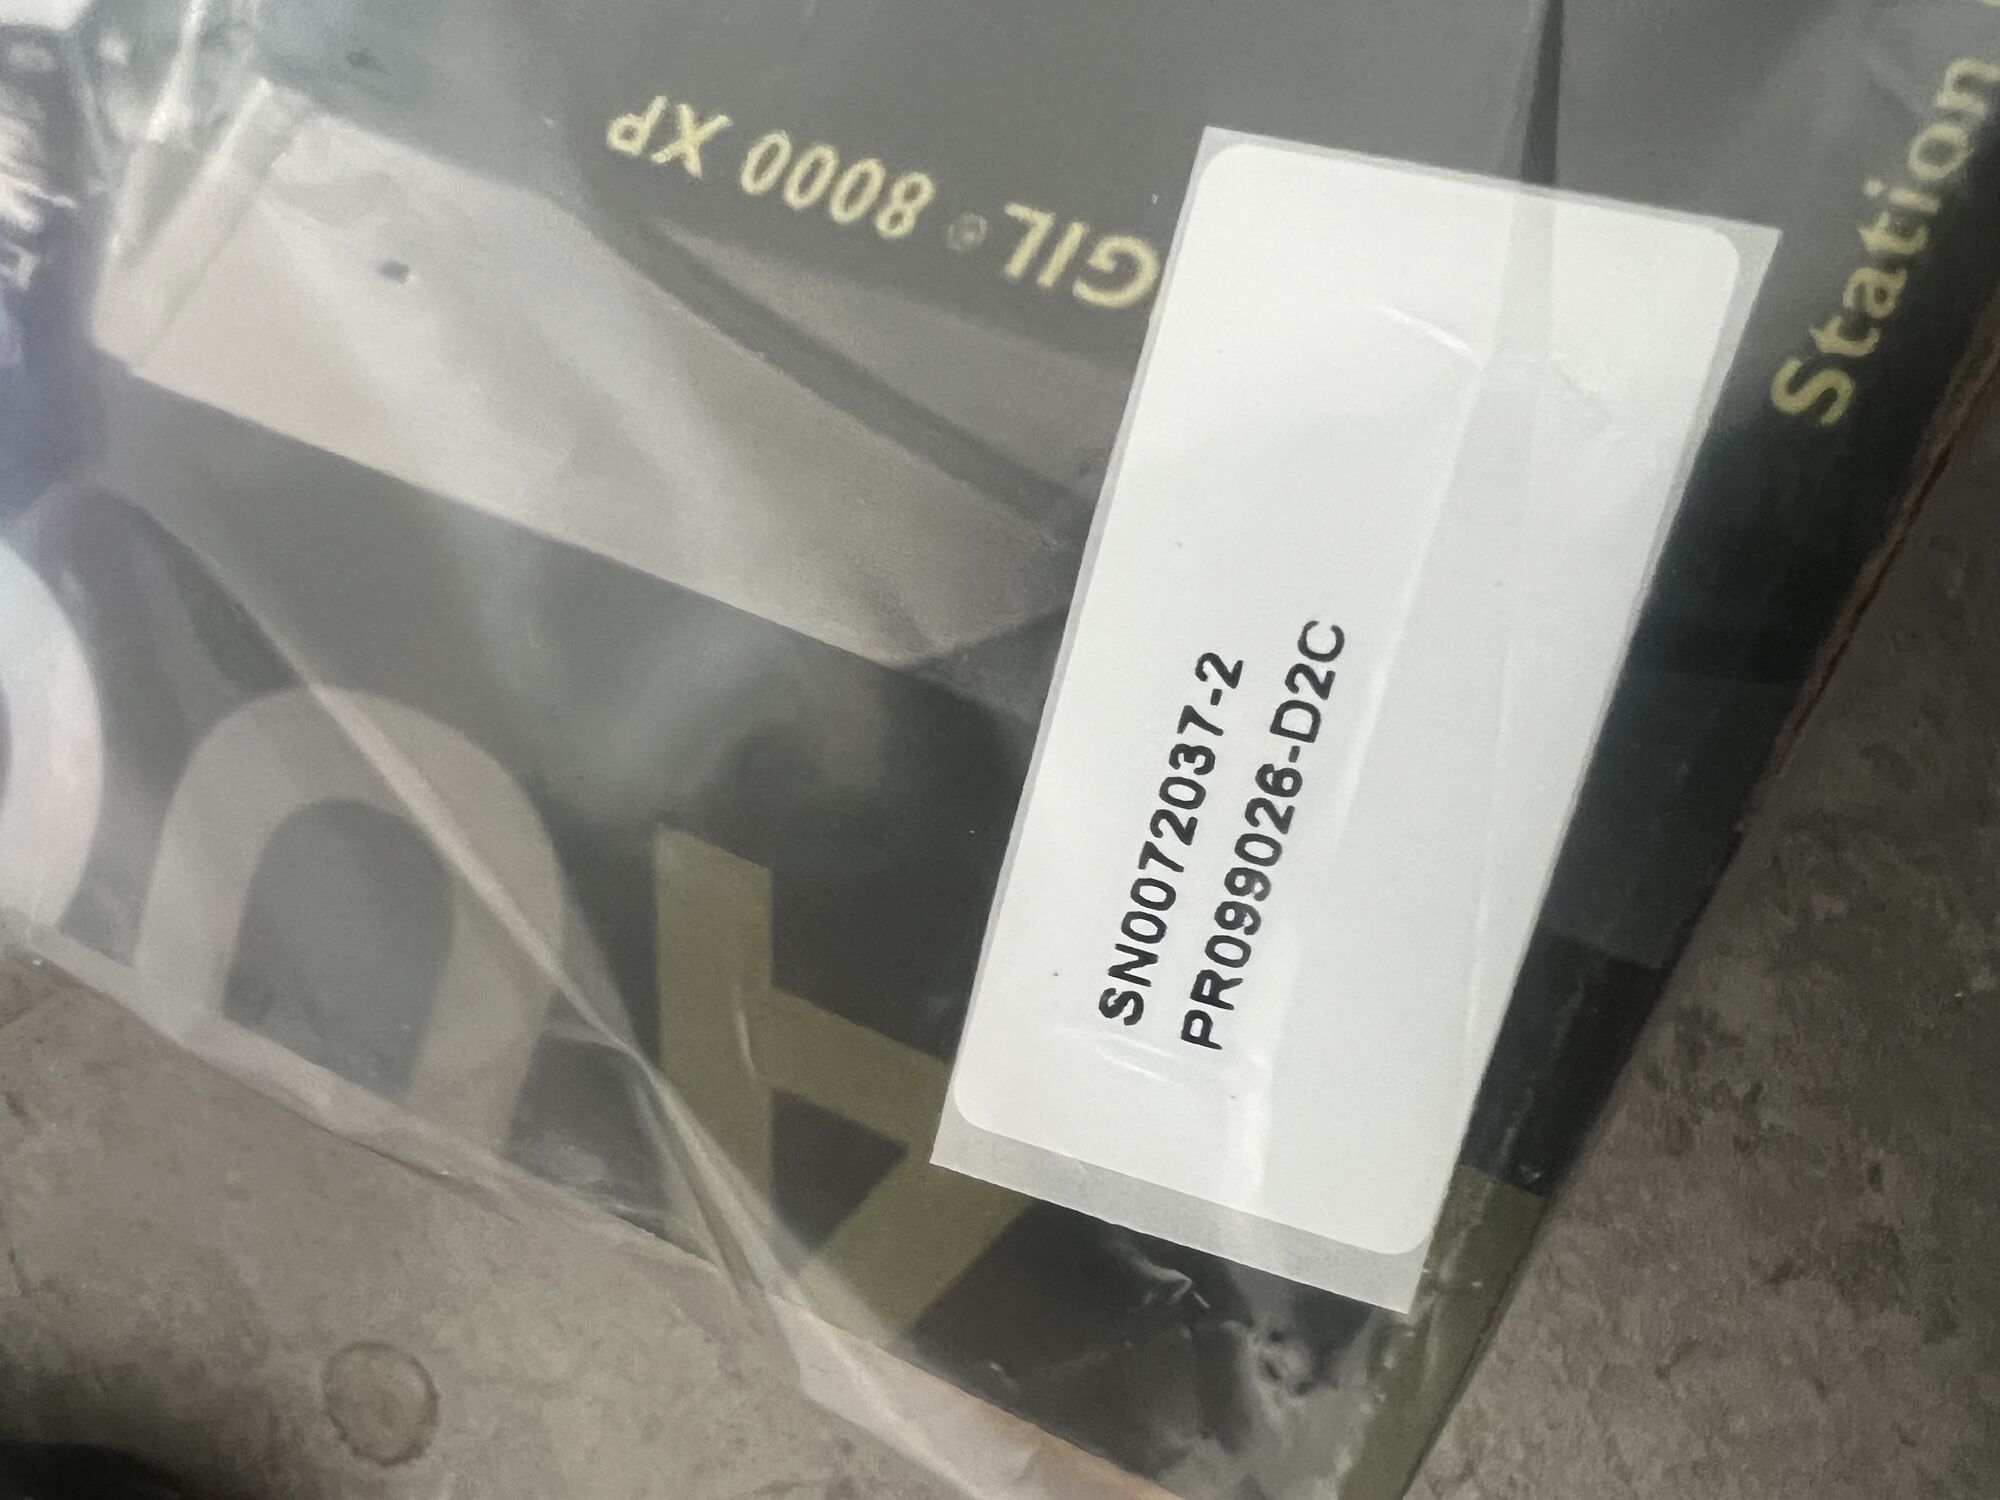 SN0072037-2
PR099026-D2C
GIL® 8000 XP
Station